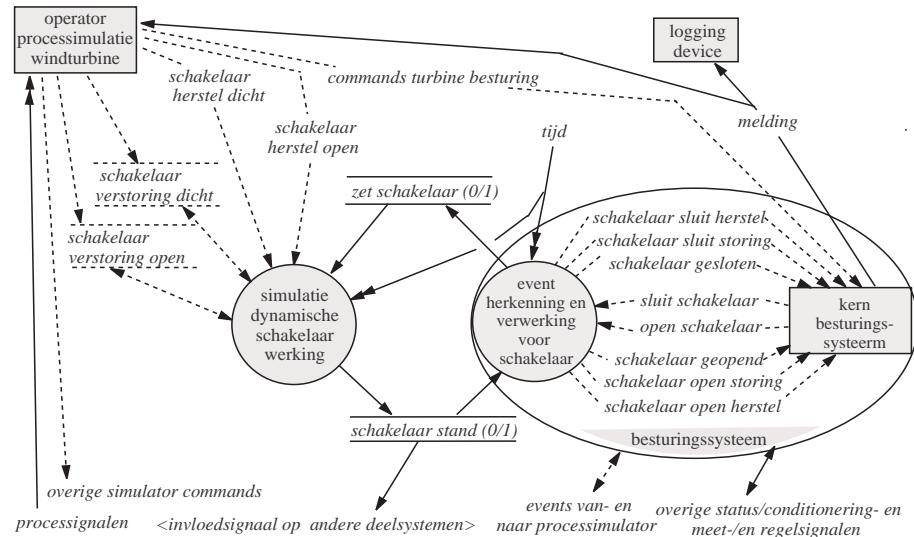 operator
processimulatie
windturbine
logging
device
schakelaar
herstel dicht
commands turbine besturing
schakelaar
herstel open
tijd
melding
schakelaar
verstoring dicht
zet schakelaar (0/1)
schakelaar
verstoring open
schakelaar sluit herstel
schakelaar sluit storing
schakelaar gesloten
simulatie
dynamische
schakelaar
werking
event
herkenning en
verwerking
voor
schakelaar
sluit schakelaar
open schakelaar
kern
besturings-
systeerm
schakelaar geopend
schakelaar open storing
schakelaar open herstel
schakelaar stand (0/1)
besturingssysteem
overige simulator commands
processignalen
<invloedsignaal op andere deelsystemen>
events van- en
naar processimulator
overige status/conditionering- en
meet-/en regelsignalen